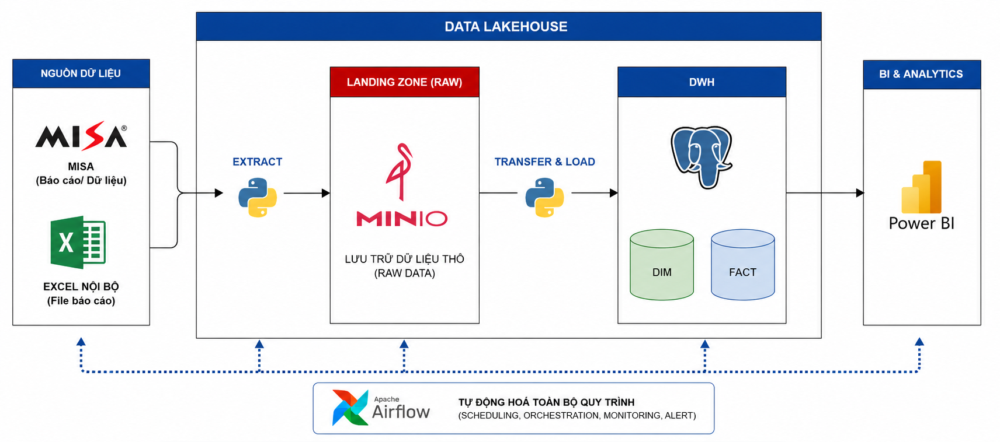 DATA LAKEHOUSE
NGUỒN DỮ LIỆU
MISA®
MISA
(Báo cáo/ Dữ liệu)
X
EXCEL NỘI BỘ
(File báo cáo)
EXTRACT
LANDING ZONE (RAW)
MINIO
LƯU TRỮ DỮ LIỆU THÔ
(RAW DATA)
TRANSFER & LOAD
DWH
DIM
FACT
BI & ANALYTICS
Power BI
Apache
Airflow
TỰ ĐỘNG HOÁ TOÀN BỘ QUY TRÌNH
(SCHEDULING, ORCHESTRATION, MONITORING, ALERT)